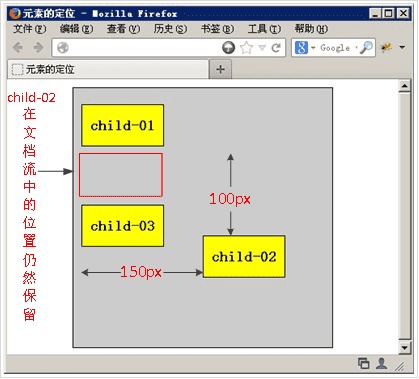 元素的定位 - Mozilla Firefox
文件(F) 编辑(E) 查看(V) 历史(S) 书签(B) 工具(T) 帮助(H)
Google
元素的定位
child-02
在
文
档
流
中
的
位
置
仍
然
保
留
child-01
child-03
100px
150px
child-02